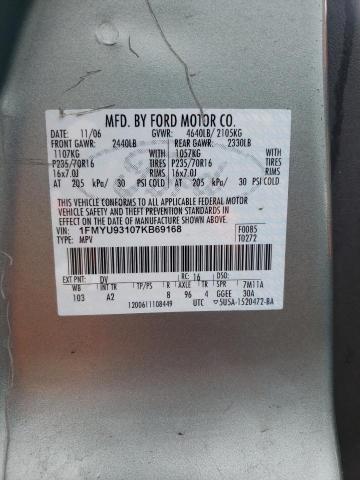 MFD. BY FORD MOTOR CO.
11/06 GVWR: 4640LB/ 2105KG
FRONT GAWR: 2440LB REAR GAWR: 2330LB
1107KG WITH 1057KG WITH
P235/70R16 TIRES P235/70R16 TIRES
16x7.0J RIMS 16x7.0J RIMS
AT 205 kPa/ 30 PSI COLD AT 205 kPa/ 30 PSI COLD
THIS VEHICLE CONFORMS TO ALL APPLICABLE FEDERAL MOTOR
VEHICLE SAFETY AND THEFT PREVENTION STANDARDS IN
EFFECT ON THE DATE OF MANUFACTURE SHOWN ABOVE.
VIN: 1FMYU93107KB69168 F0085
TYPE: MPV T0272
EXT PNT: DV RC: 16 DSO:
WB INT TR TP/PS R AXLE TR SPR 7M11A
103 A2 8 96 4 GGEE 30A
1200611108449 UTC ▽5U5A-1520472-BA